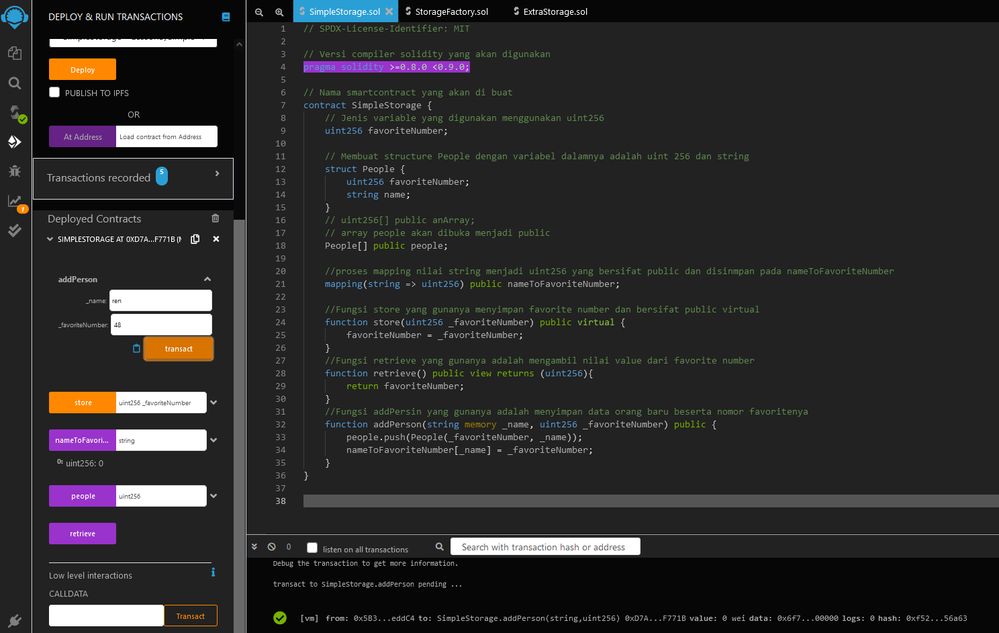 DEPLOY & RUN TRANSACTIONS
Deploy
PUBLISH TO IPFS
OR
At Address
Load contract from Address
Transactions recorded
5
1
Deployed Contracts
SIMPLESTORAGE AT 0XD7A...F771B (
addPerson
_name: ren
_favoriteNumber: 48
transact
store
uint256 _favoriteNumber
nameToFavori...
string
0: uint256: 0
people
uint256
retrieve
Low level interactions
i
CALLDATA
Transact
SimpleStorage.sol
StorageFactory.sol
ExtraStorage.sol
1 // SPDX-License-Identifier: MIT
2
3 // Versi compiler solidity yang akan digunakan
4 pragma solidity >=0.8.0 <0.9.0;
5
6 // Nama smartcontract yang akan di buat
7 contract SimpleStorage {
8 // Jenis variable yang digunakan menggunakan uint256
9 uint256 favoriteNumber;
10
11 // Membuat structure People dengan variabel dalamnya adalah uint 256 dan string
12 struct People {
13 uint256 favoriteNumber;
14 string name;
15 }
16 // uint256[] public anArray;
17 // array people akan dibuka menjadi public
18 People[] public people;
19
20 //proses mapping nilai string menjadi uint256 yang bersifat public dan disinmpan pada nameToFavoriteNumber
21 mapping(string => uint256) public nameToFavoriteNumber;
22
23 //Fungsi store yang gunanya menyimpan favorite number dan bersifat public virtual
24 function store(uint256 _favoriteNumber) public virtual {
25 favoriteNumber = _favoriteNumber;
26 }
27 //Fungsi retrieve yang gunanya adalah mengambil nilai value dari favorite number
28 function retrieve() public view returns (uint256){
29 return favoriteNumber;
30 }
31 //Fungsi addPersin yang gunanya adalah menyimpan data orang baru beserta nomor favoritenya
32 function addPerson(string memory _name, uint256 _favoriteNumber) public {
33 people.push(People(_favoriteNumber, _name));
34 nameToFavoriteNumber[_name] = _favoriteNumber;
35 }
36 }
37
38
0
listen on all transactions
Search with transaction hash or address
Debug the transaction to get more information.
transact to SimpleStorage.addPerson pending ...
[vm] from: 0x5B3...eddC4 to: SimpleStorage.addPerson(string,uint256) 0xD7A...F771B value: 0 wei data: 0x6f7...00000 logs: 0 hash: 0xf52...56a63